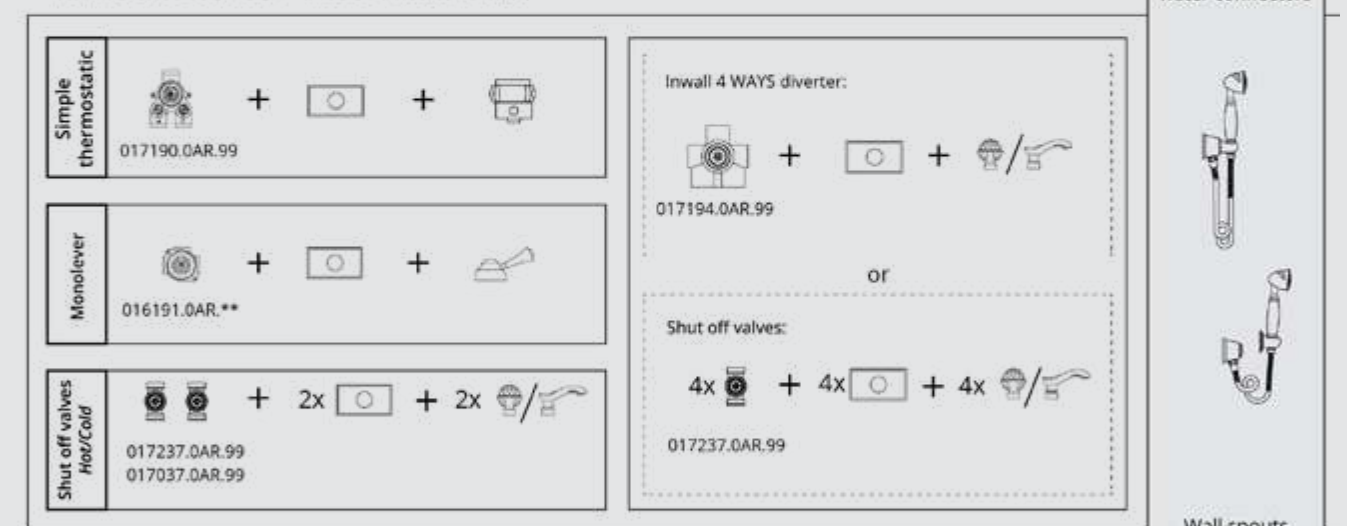 Simple
thermostatic
+ +
017190.0AR.99
Monolever
+ +
016191.0AR.**
Shut off valves
Hot/Cold
+ 2x + 2x /
017237.0AR.99
017037.0AR.99
Inwall 4 WAYS diverter:
+ + /
017194.0AR.99
or
Shut off valves:
4x + 4x + 4x /
017237.0AR.99
Wall spouts